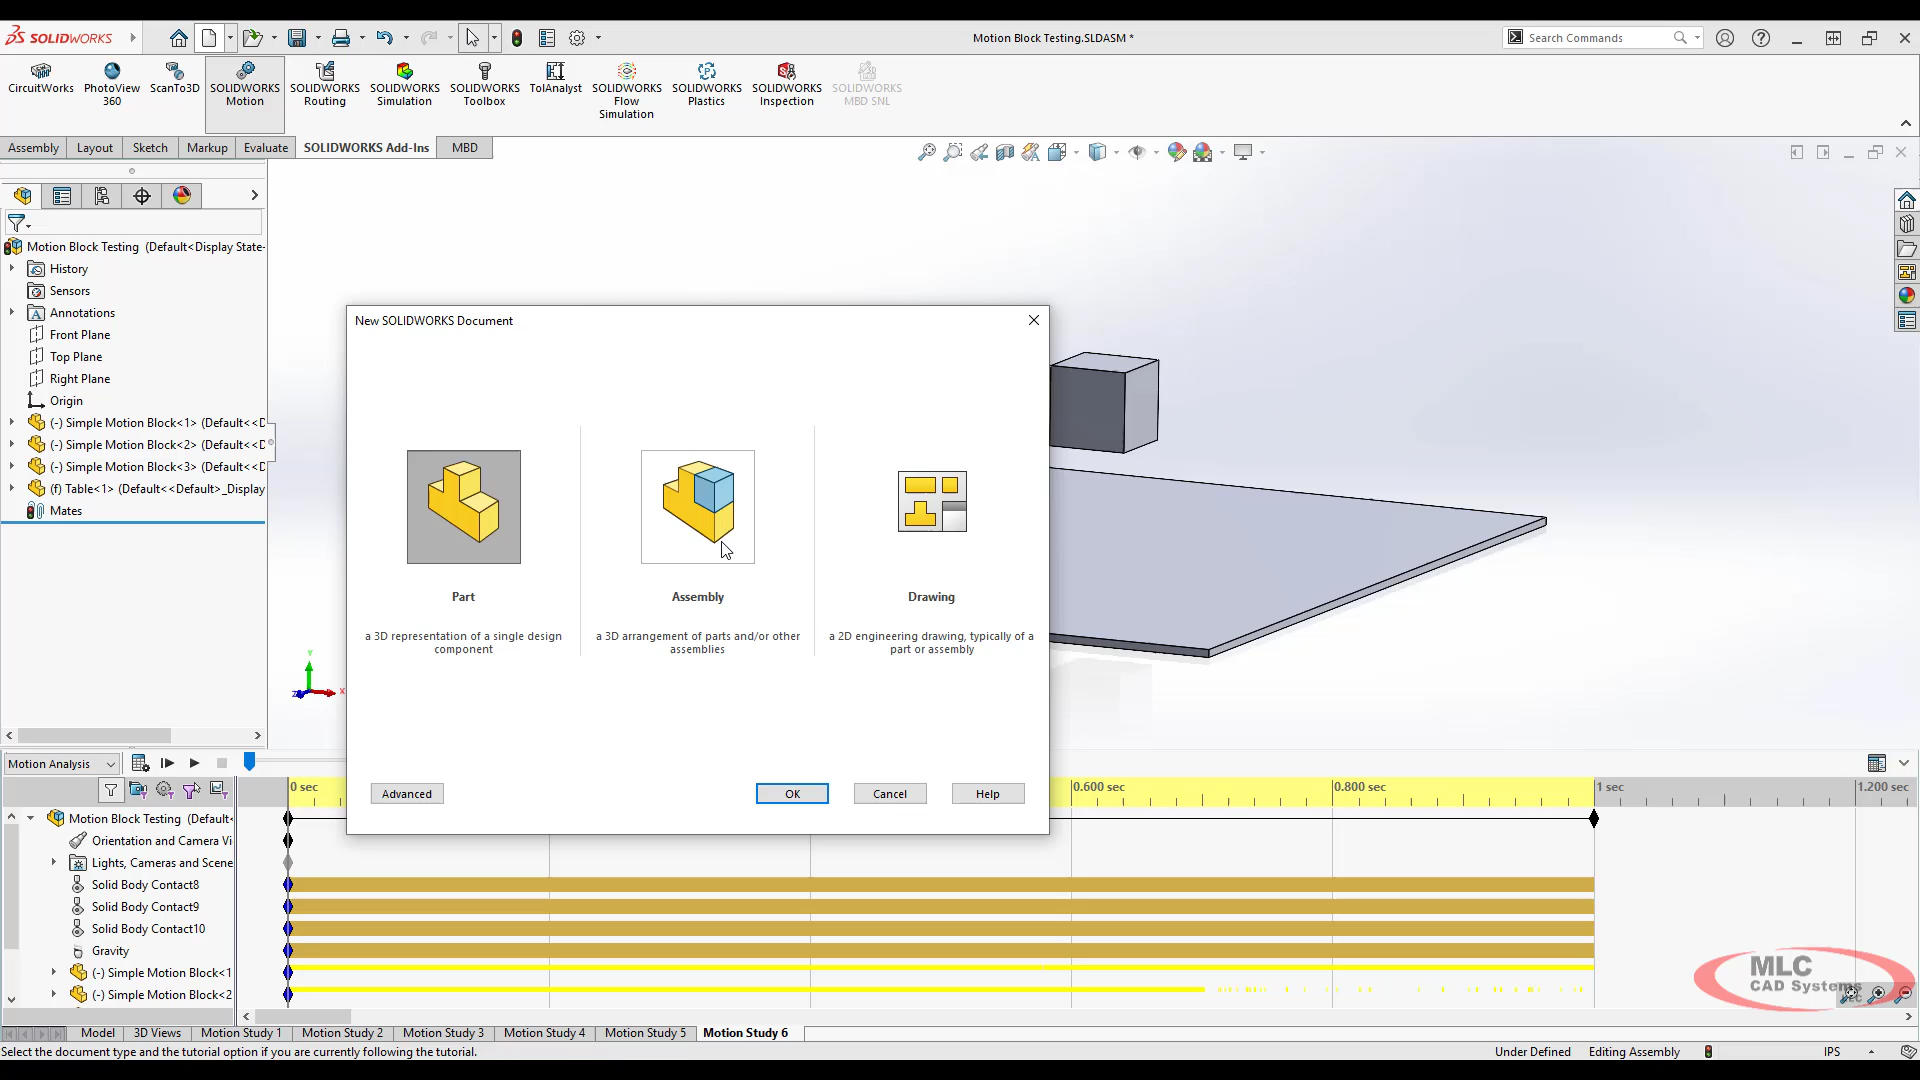 SOLIDWORKS
Motion Block Testing.SLDASM *
Search Commands
CircuitWorks
PhotoView
360
ScanTo3D
SOLIDWORKS
Motion
SOLIDWORKS
Routing
SOLIDWORKS
Simulation
SOLIDWORKS
Toolbox
TolAnalyst
SOLIDWORKS
Flow
Simulation
SOLIDWORKS
Plastics
SOLIDWORKS
Inspection
SOLIDWORKS
MBD SNL
Assembly
Layout
Sketch
Markup
Evaluate
SOLIDWORKS Add-Ins
MBD
Motion Block Testing (Default<Display State-
History
Sensors
Annotations
Front Plane
Top Plane
Right Plane
Origin
(-) Simple Motion Block<1> (Default<<D
(-) Simple Motion Block<2> (Default<<D
(-) Simple Motion Block<3> (Default<<D
(f) Table<1> (Default<<Default>_Display
Mates
New SOLIDWORKS Document
Part
a 3D representation of a single design
component
Assembly
a 3D arrangement of parts and/or other
assemblies
Drawing
a 2D engineering drawing, typically of a
part or assembly
Advanced
OK
Cancel
Help
Y
Z
X
Motion Analysis
0 sec
0.600 sec
0.800 sec
1 sec
1.200 sec
Motion Block Testing (Default<
Orientation and Camera Vi
Lights, Cameras and Scene
Solid Body Contact8
Solid Body Contact9
Solid Body Contact10
Gravity
(-) Simple Motion Block<1
(-) Simple Motion Block<2
MLC
CAD Systems
Model
3D Views
Motion Study 1
Motion Study 2
Motion Study 3
Motion Study 4
Motion Study 5
Motion Study 6
Select the document type and the tutorial option if you are currently following the tutorial.
Under Defined
Editing Assembly
IPS